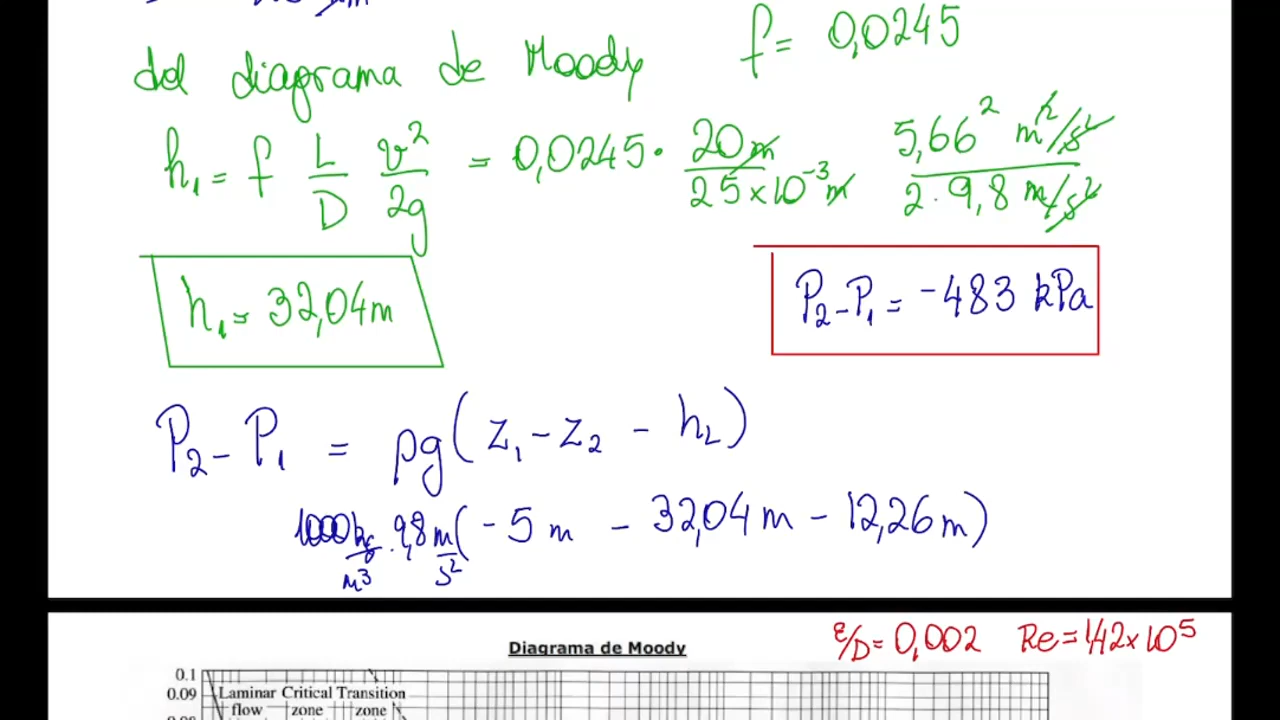 del diagrama de Moody f = 0,0245
h₁ = f L/D v²/2g = 0,0245 · 20 m/25 x 10⁻³ m 5,66² m²/s²/2 · 9,8 m/s²
h₁ = 32,04 m
P₂ - P₁ = -483 kPa
P₂ - P₁ = ρg(z₁ - z₂ - h_L)
1000 kg/m³ · 9,8 m/s² (-5 m - 32,04 m - 12,26 m)
ε/D = 0,002 Re = 1,42 x 10⁵
Diagrama de Moody
0.1
0.09
Laminar Critical Transition
flow zone zone